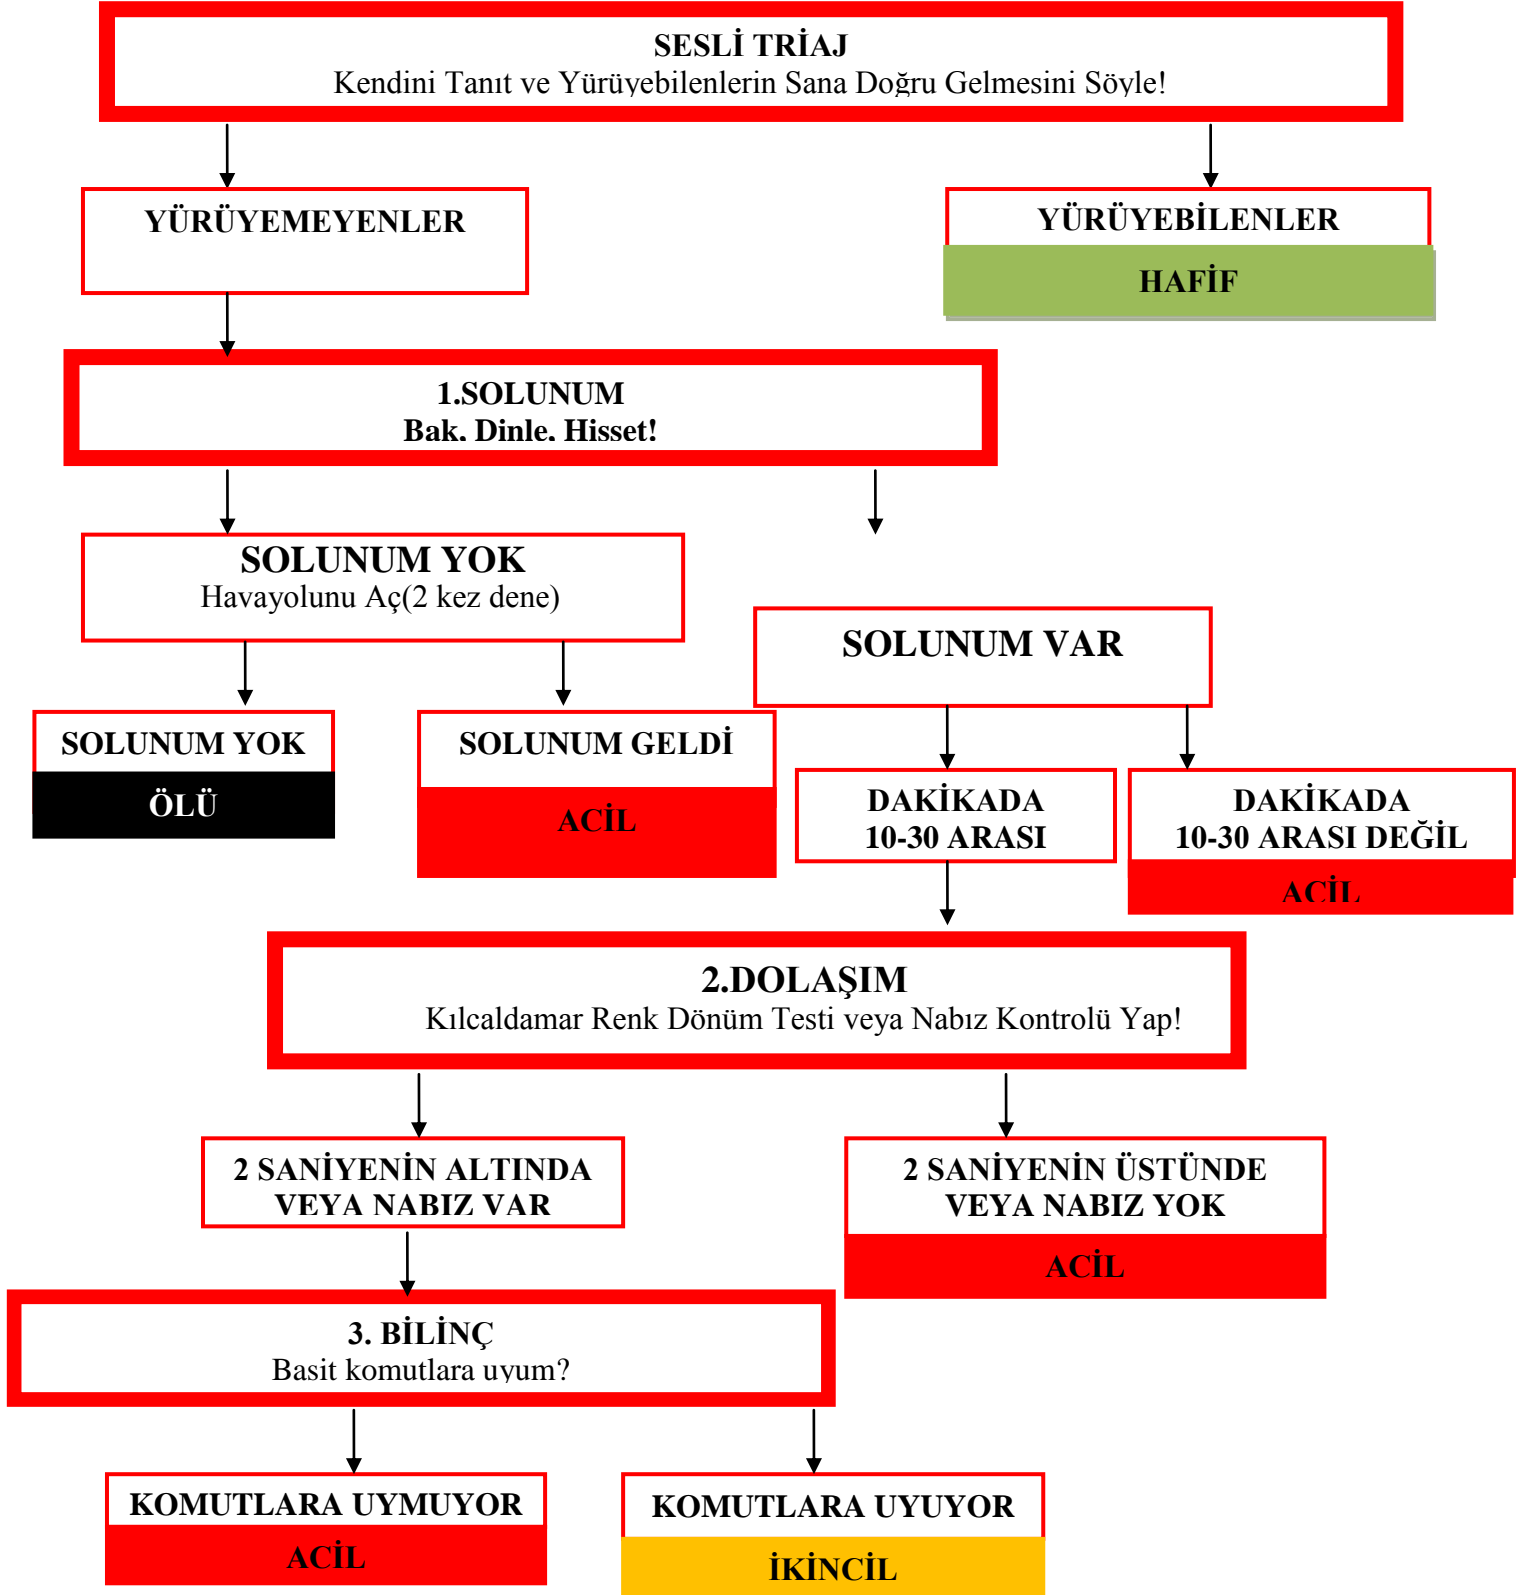 SESLİ TRİAJ
Kendini Tanıt ve Yürüyebilenlerin Sana Doğru Gelmesini Söyle!
YÜRÜYEMEYENLER
YÜRÜYEBİLENLER
HAFİF
1.SOLUNUM
Bak, Dinle, Hisset!
SOLUNUM YOK
Havayolunu Aç(2 kez dene)
SOLUNUM VAR
SOLUNUM YOK
ÖLÜ
SOLUNUM GELDİ
ACİL
DAKİKADA
10-30 ARASI
DAKİKADA
10-30 ARASI DEĞİL
ACİL
2.DOLAŞIM
Kılcaldamar Renk Dönüm Testi veya Nabız Kontrolü Yap!
2 SANİYENİN ALTINDA
VEYA NABIZ VAR
2 SANİYENİN ÜSTÜNDE
VEYA NABIZ YOK
ACİL
3. BİLİNÇ
Basit komutlara uyum?
KOMUTLARA UYMUYOR
ACİL
KOMUTLARA UYUYOR
İKİNCİL